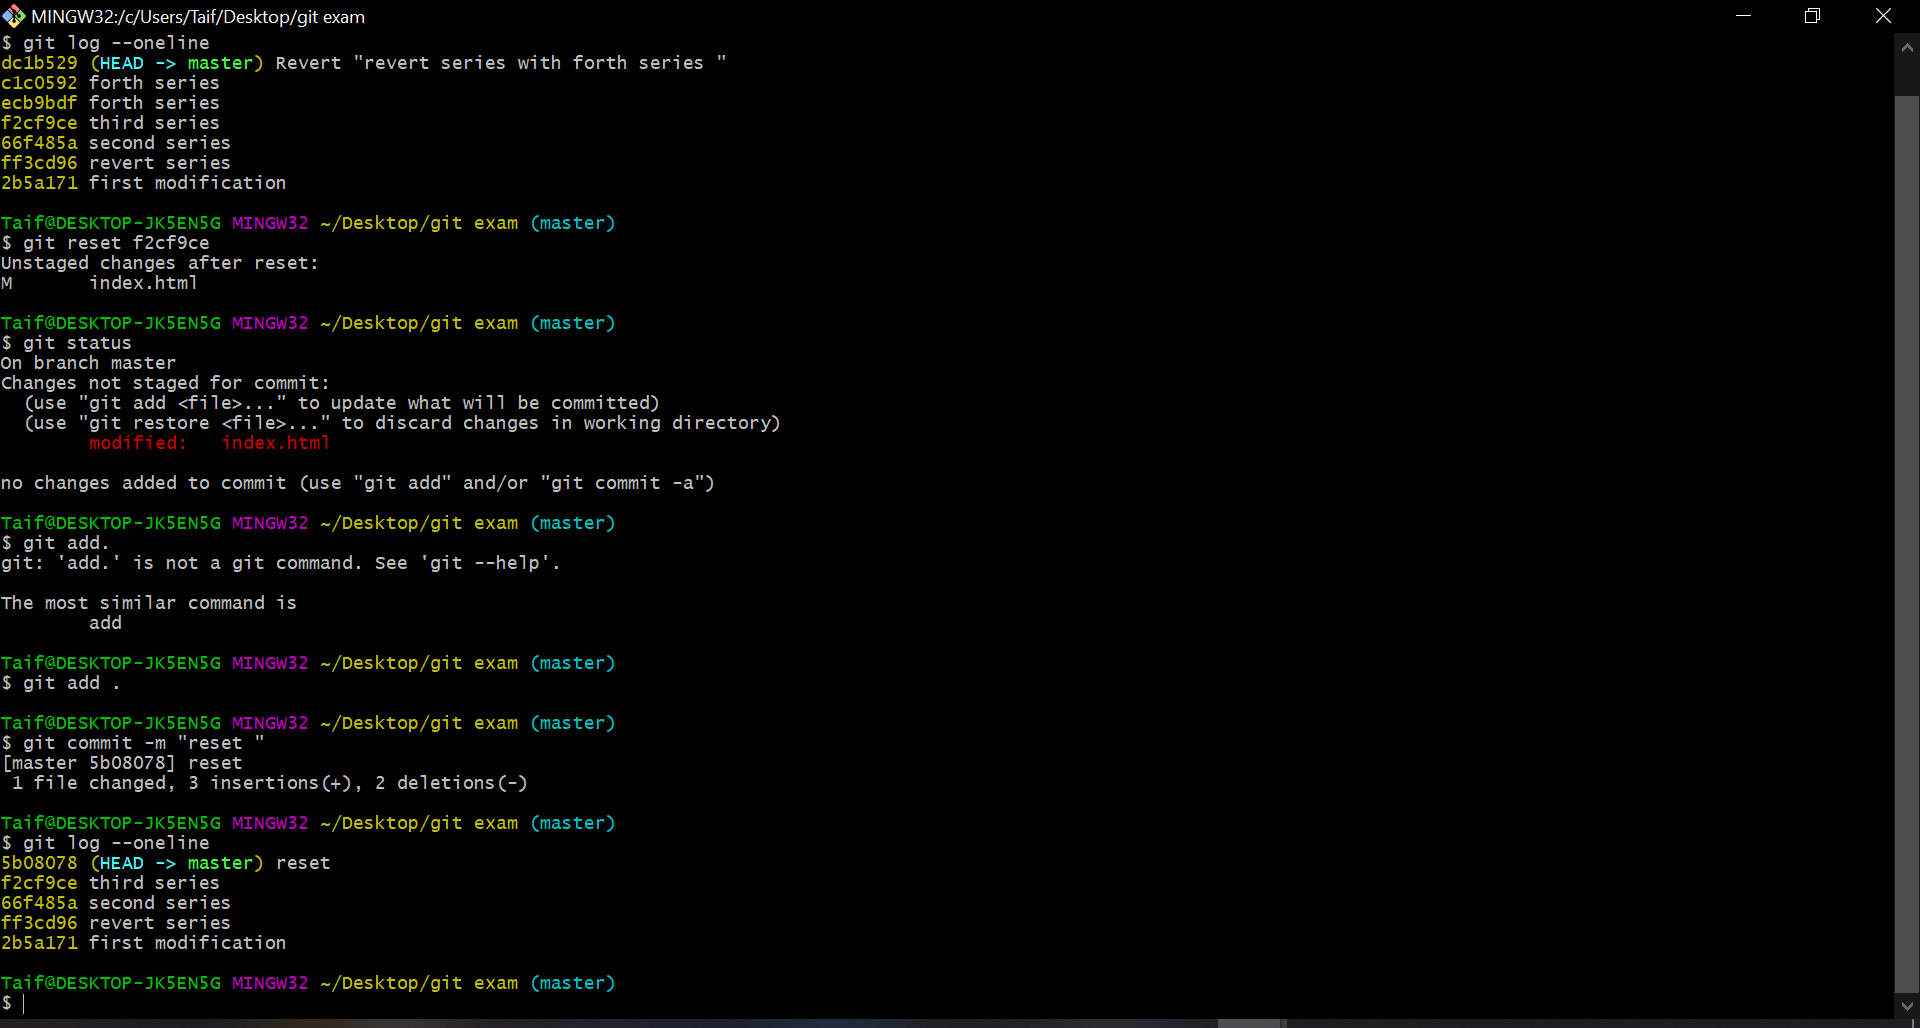 MINGW32:/c/Users/Taif/Desktop/git exam
$ git log --oneline
dc1b529 (HEAD -> master) Revert "revert series with forth series "
c1c0592 forth series
ecb9bdf forth series
f2cf9ce third series
66f485a second series
ff3cd96 revert series
2b5a171 first modification
Taif@DESKTOP-JK5EN5G MINGW32 ~/Desktop/git exam (master)
$ git reset f2cf9ce
Unstaged changes after reset:
M       index.html
Taif@DESKTOP-JK5EN5G MINGW32 ~/Desktop/git exam (master)
$ git status
On branch master
Changes not staged for commit:
  (use "git add <file>..." to update what will be committed)
  (use "git restore <file>..." to discard changes in working directory)
        modified:   index.html
no changes added to commit (use "git add" and/or "git commit -a")
Taif@DESKTOP-JK5EN5G MINGW32 ~/Desktop/git exam (master)
$ git add.
git: 'add.' is not a git command. See 'git --help'.
The most similar command is
        add
Taif@DESKTOP-JK5EN5G MINGW32 ~/Desktop/git exam (master)
$ git add .
Taif@DESKTOP-JK5EN5G MINGW32 ~/Desktop/git exam (master)
$ git commit -m "reset "
[master 5b08078] reset
 1 file changed, 3 insertions(+), 2 deletions(-)
Taif@DESKTOP-JK5EN5G MINGW32 ~/Desktop/git exam (master)
$ git log --oneline
5b08078 (HEAD -> master) reset
f2cf9ce third series
66f485a second series
ff3cd96 revert series
2b5a171 first modification
Taif@DESKTOP-JK5EN5G MINGW32 ~/Desktop/git exam (master)
$